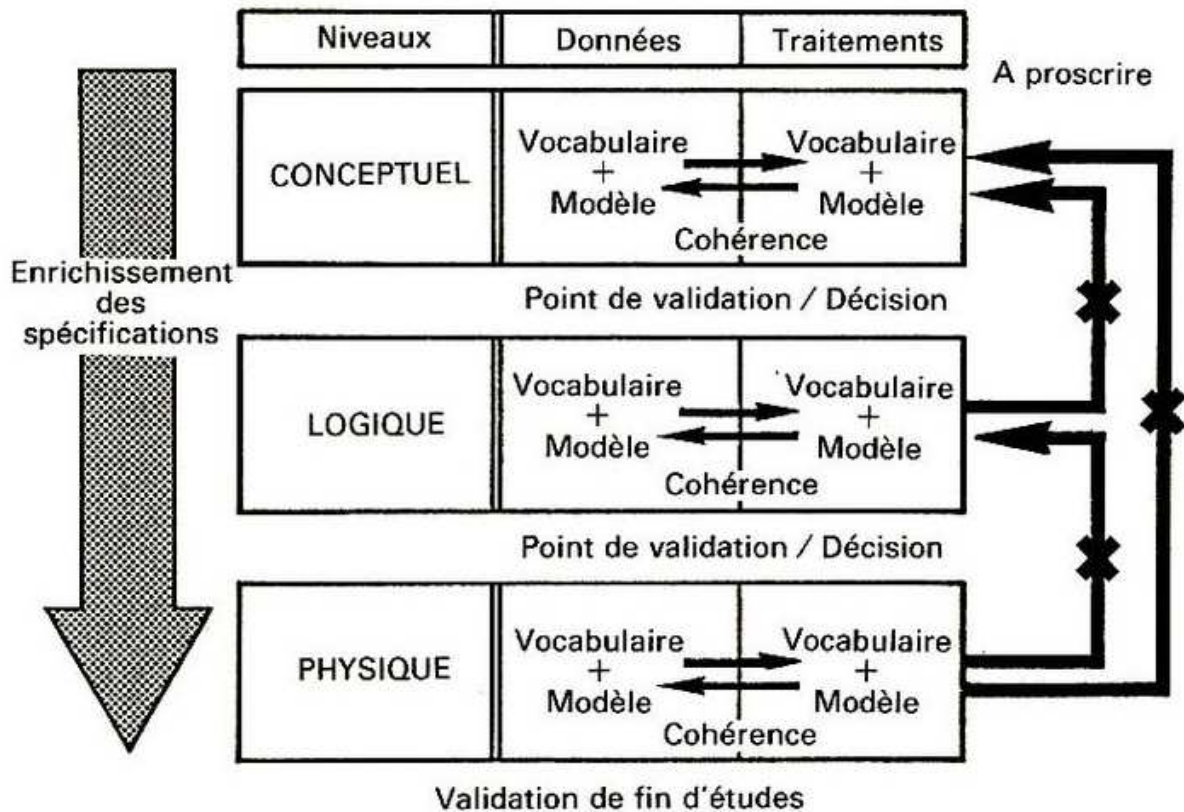 Niveaux Données Traitements
A proscrire
CONCEPTUEL
Vocabulaire Vocabulaire
+ +
Modèle Modèle
Cohérence
Enrichissement
des
spécifications
Point de validation / Décision
LOGIQUE
Vocabulaire Vocabulaire
+ +
Modèle Modèle
Cohérence
Point de validation / Décision
PHYSIQUE
Vocabulaire Vocabulaire
+ +
Modèle Modèle
Cohérence
Validation de fin d'études